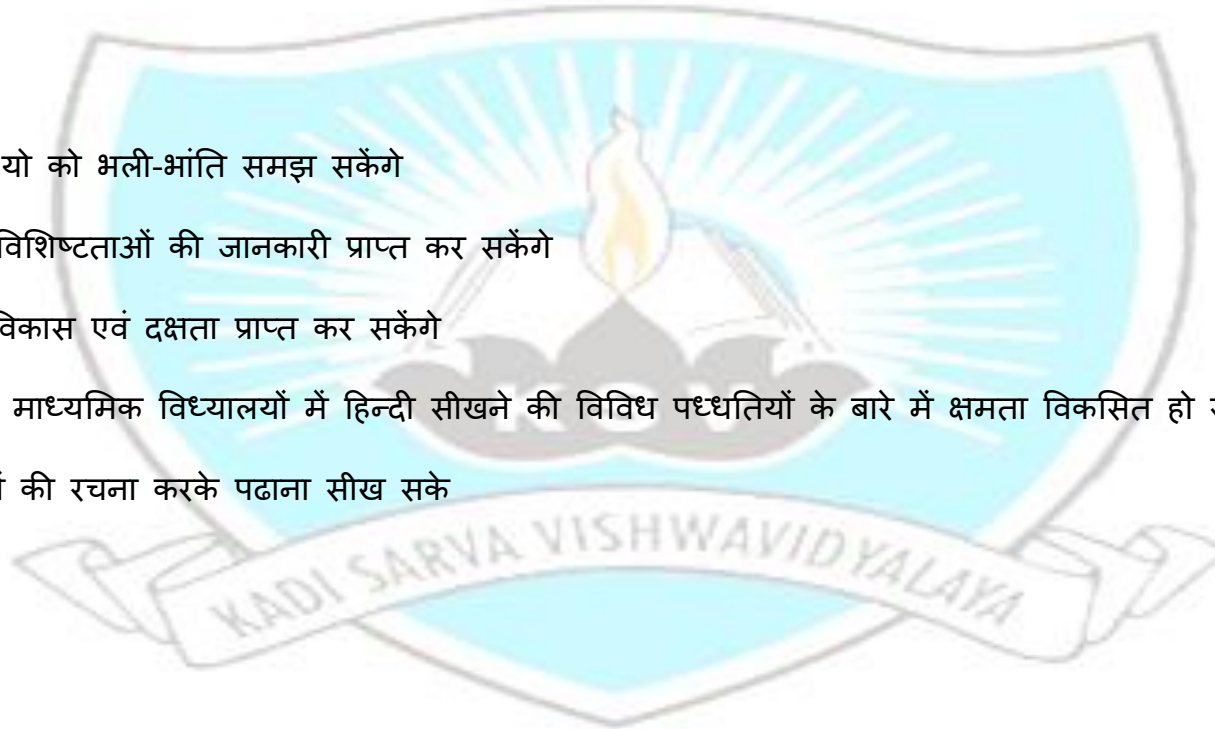 यो को भली-भांति समझ सकेंगे
विशिष्टताओं की जानकारी प्राप्त कर सकेंगे
विकास एवं दक्षता प्राप्त कर सकेंगे
माध्यमिक विध्यालयों में हिन्दी सीखने की विविध पध्धतियों के बारे में क्षमता विकसित हो
की रचना करके पढाना सीख सके
K S V
KADI SARVA VISHWAVIDYALAYA